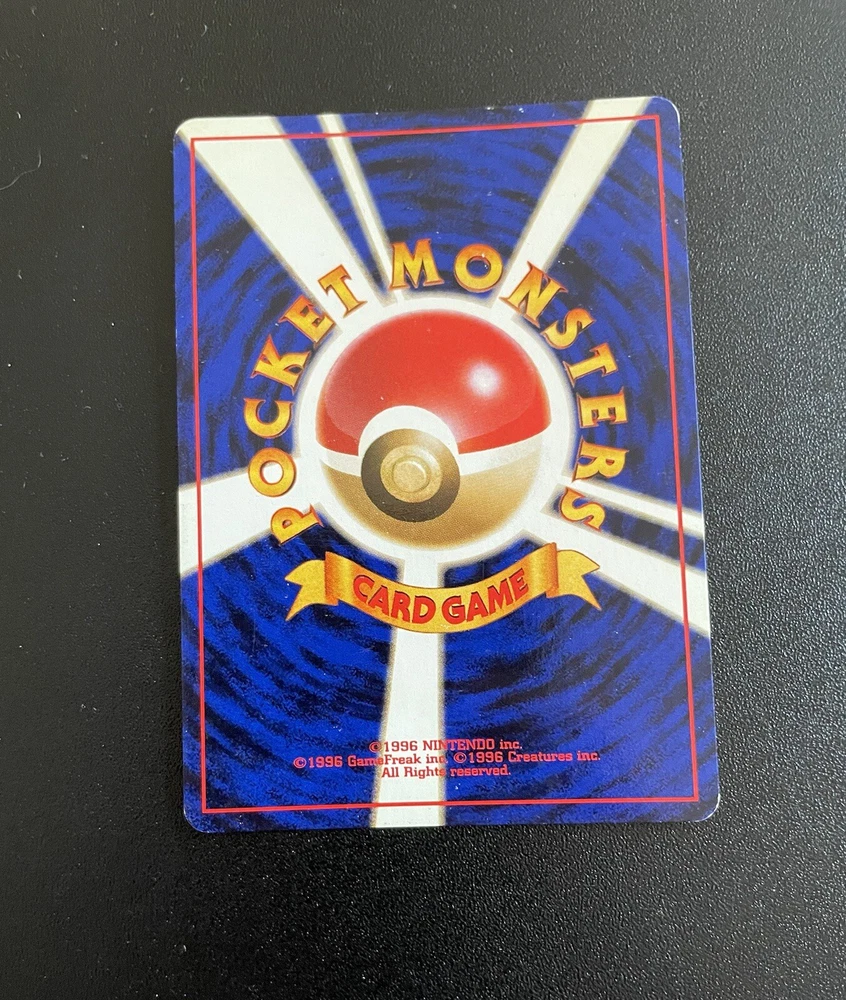 POCKET MONSTERS
CARD GAME
©1996 NINTENDO inc.
©1996 GameFreak inc. ©1996 Creatures inc.
All Rights reserved.